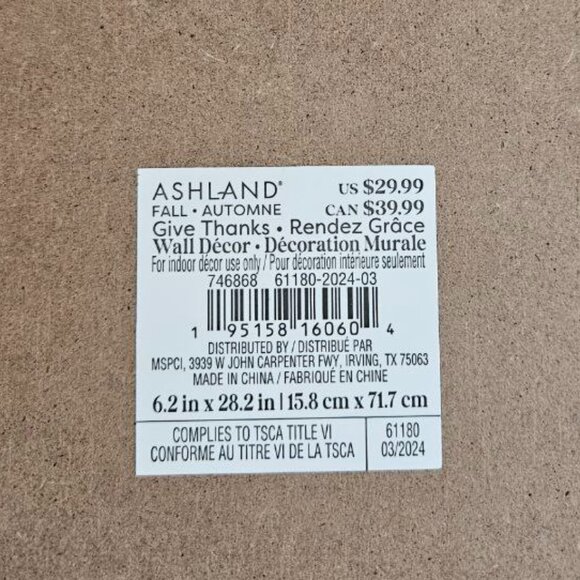 ASHLAND® US $29.99
FALL • AUTOMNE CAN $39.99
Give Thanks • Rendez Grâce
Wall Décor • Décoration Murale
For indoor décor use only / Pour décoration intérieure seulement
746868 61180-2024-03
1 95158 16060 4
DISTRIBUTED BY / DISTRIBUÉ PAR
MSPCI, 3939 W JOHN CARPENTER FWY, IRVING, TX 75063
MADE IN CHINA / FABRIQUÉ EN CHINE
6.2 in x 28.2 in | 15.8 cm x 71.7 cm
COMPLIES TO TSCA TITLE VI 61180
CONFORME AU TITRE VI DE LA TSCA 03/2024